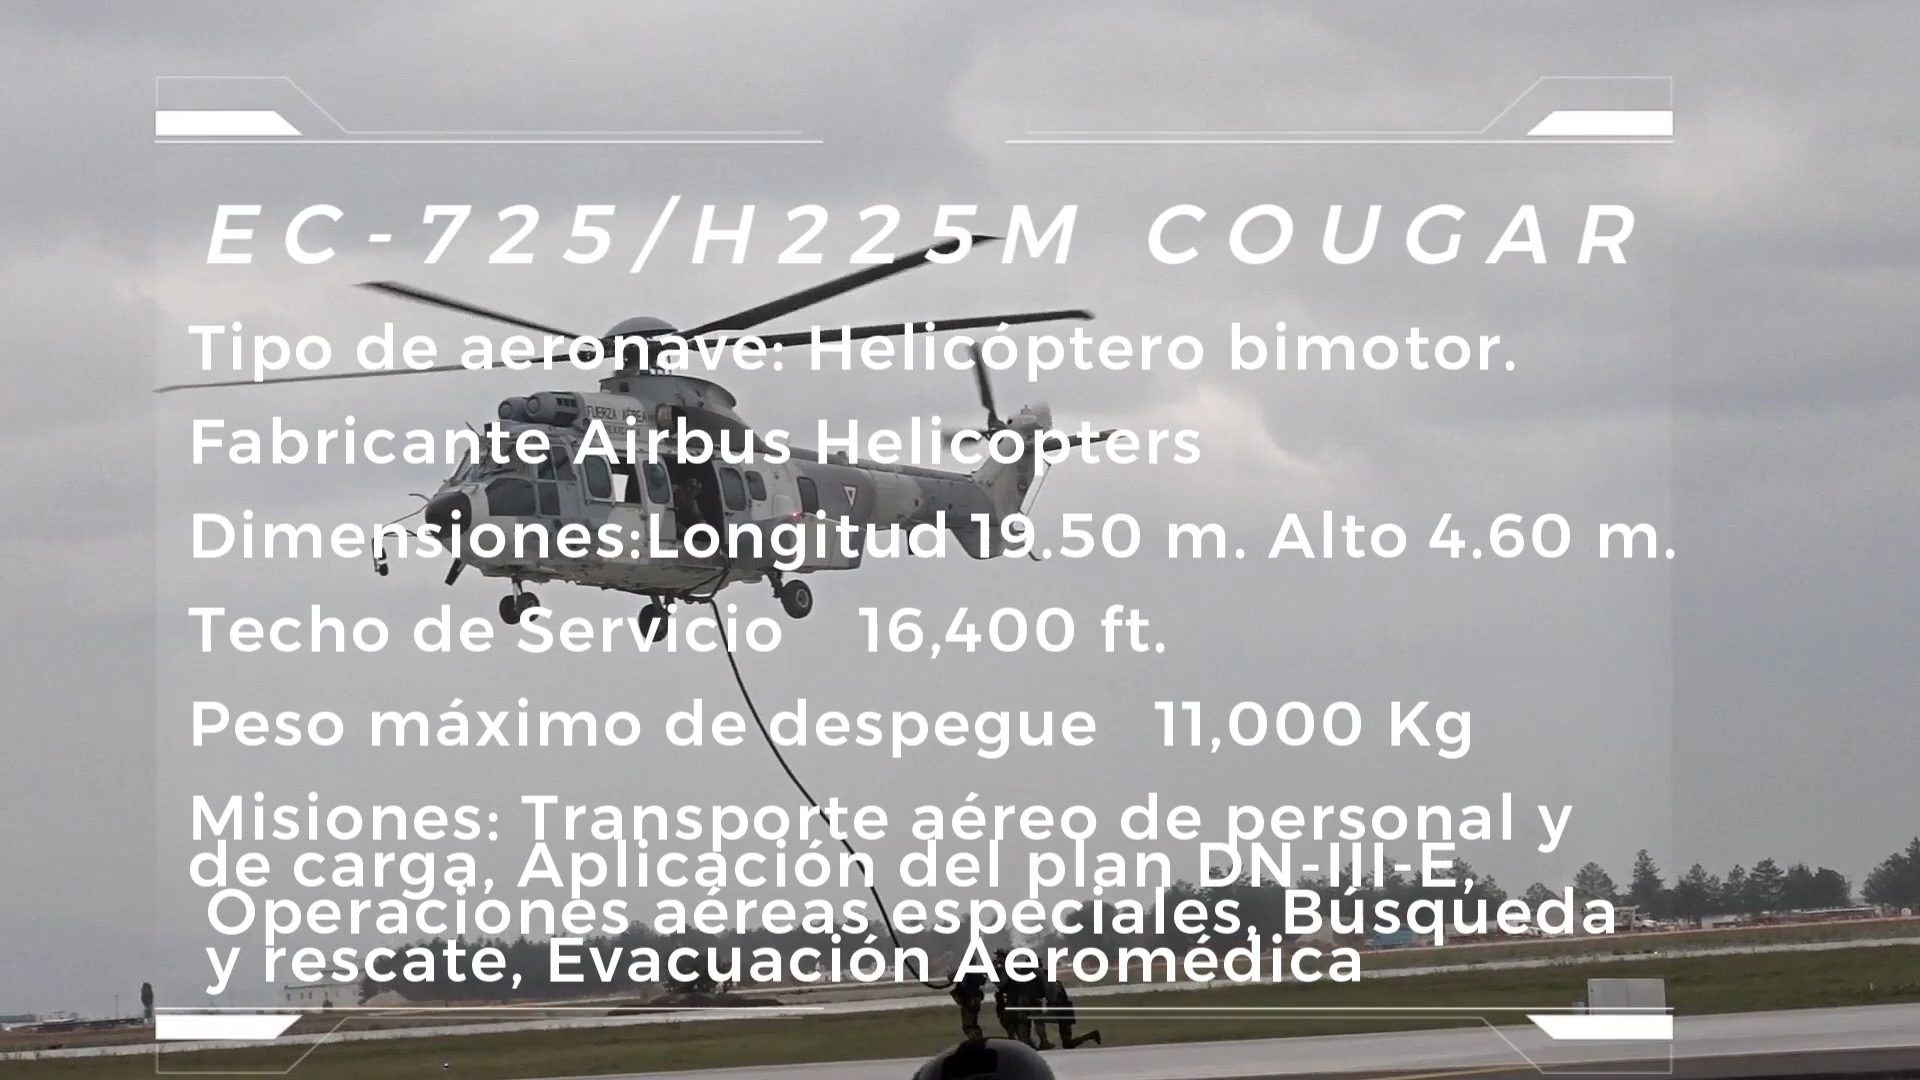 EC-725/H225M COUGAR
Tipo de aeronave: Helicóptero bimotor.
Fabricante Airbus Helicopters
Dimensiones:Longitud 19.50 m. Alto 4.60 m.
Techo de Servicio 16,400 ft.
Peso máximo de despegue 11,000 Kg
Misiones: Transporte aéreo de personal y
de carga, Aplicación del plan DN-III-E,
Operaciones aéreas especiales, Búsqueda
y rescate, Evacuación Aeromédica
FUERZA AÉREA